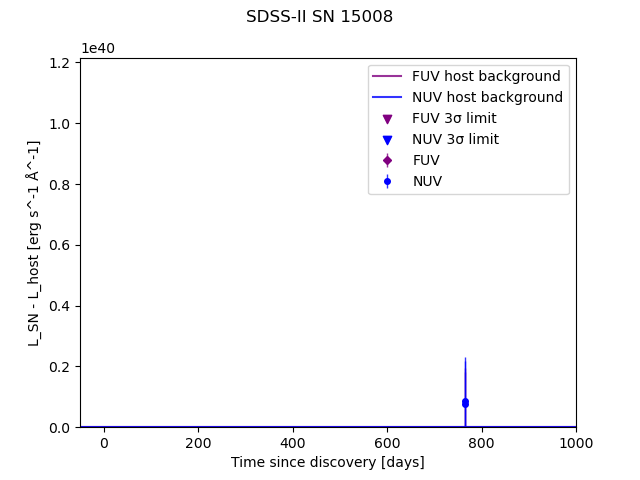 SDSS-II SN 15008
1e40
FUV host background
NUV host background
FUV 3σ limit
NUV 3σ limit
FUV
NUV
L_SN - L_host [erg s^-1 Å^-1]
1.2
1.0
0.8
0.6
0.4
0.2
0.0
0
200
400
600
800
1000
Time since discovery [days]